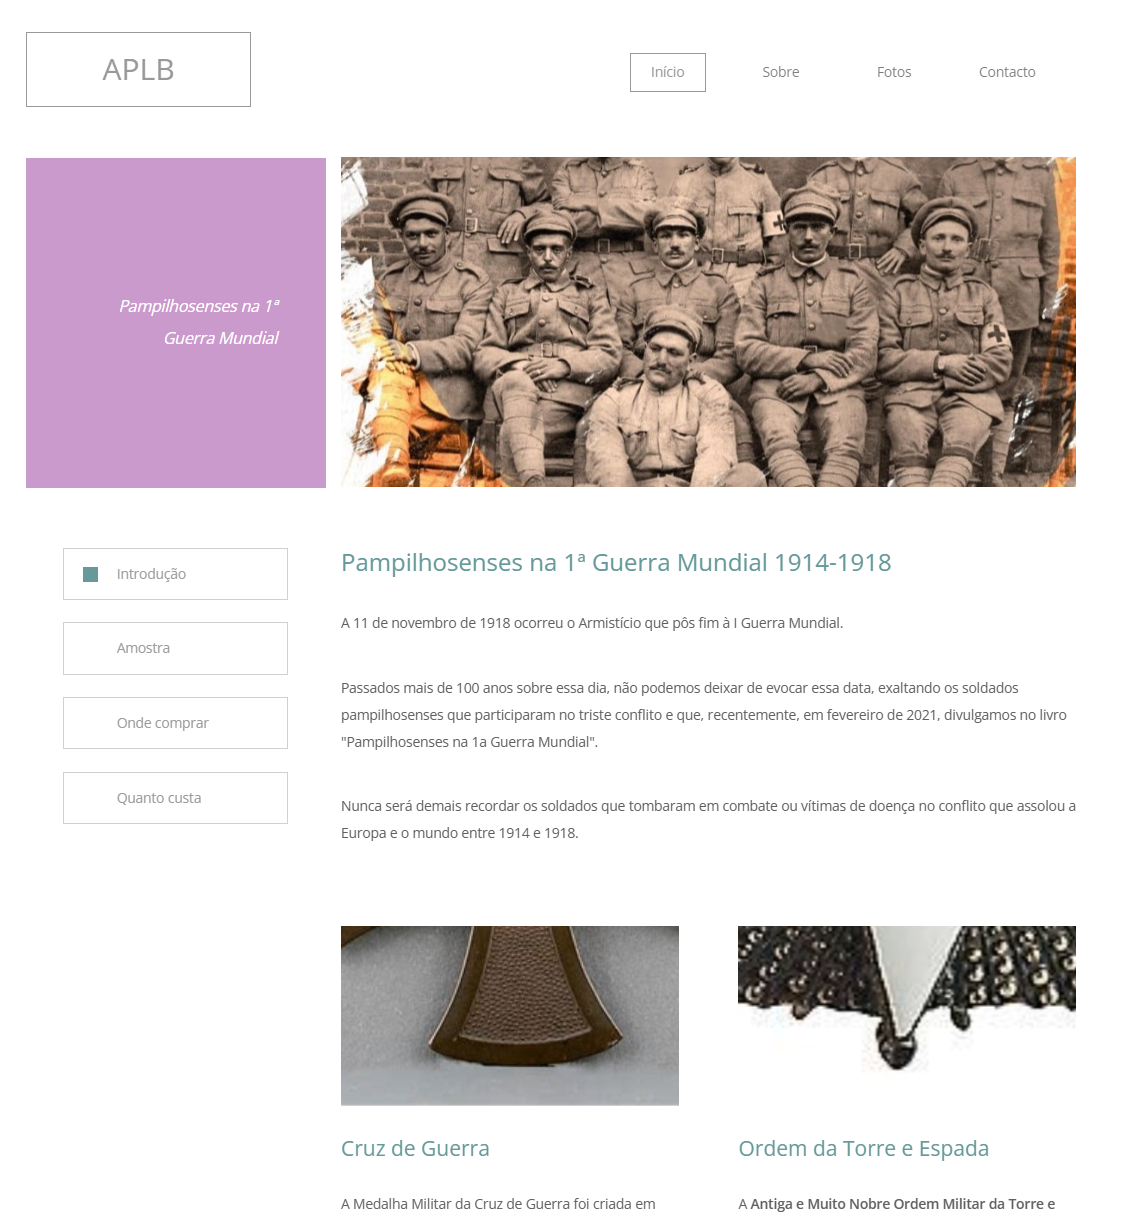 APLB
Início
Sobre
Fotos
Contacto
Pampilhosenses na 1ª
Guerra Mundial
Introdução
Amostra
Onde comprar
Quanto custa
Pampilhosenses na 1ª Guerra Mundial 1914-1918
A 11 de novembro de 1918 ocorreu o Armistício que pôs fim à I Guerra Mundial.
Passados mais de 100 anos sobre essa dia, não podemos deixar de evocar essa data, exaltando os soldados
pampilhosenses que participaram no triste conflito e que, recentemente, em fevereiro de 2021, divulgamos no livro
"Pampilhosenses na 1a Guerra Mundial".
Nunca será demais recordar os soldados que tombaram em combate ou vítimas de doença no conflito que assolou a
Europa e o mundo entre 1914 e 1918.
Cruz de Guerra
A Medalha Militar da Cruz de Guerra foi criada em
Ordem da Torre e Espada
A Antiga e Muito Nobre Ordem Militar da Torre e